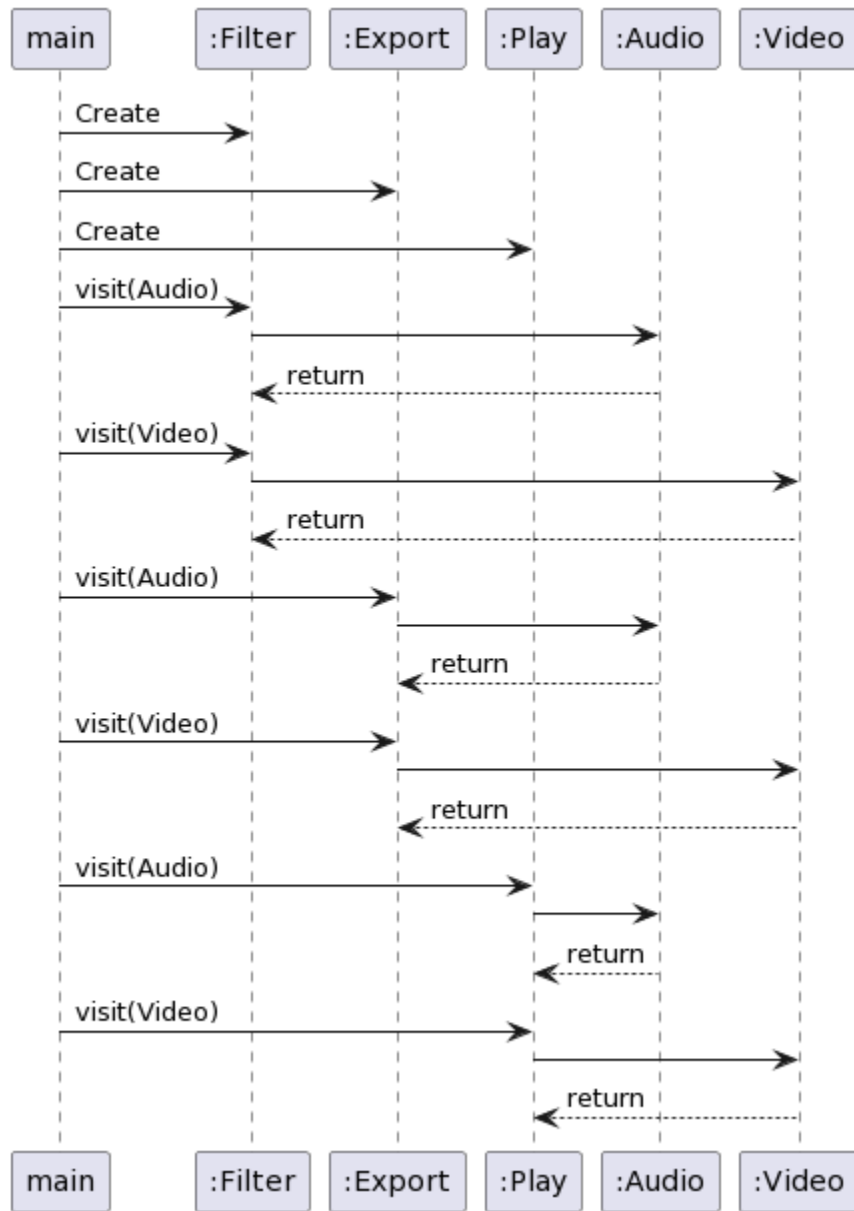 main :Filter :Export :Play :Audio :Video
Create
Create
Create
visit(Audio)
return
visit(Video)
return
visit(Audio)
return
visit(Video)
return
visit(Audio)
return
visit(Video)
return
main :Filter :Export :Play :Audio :Video